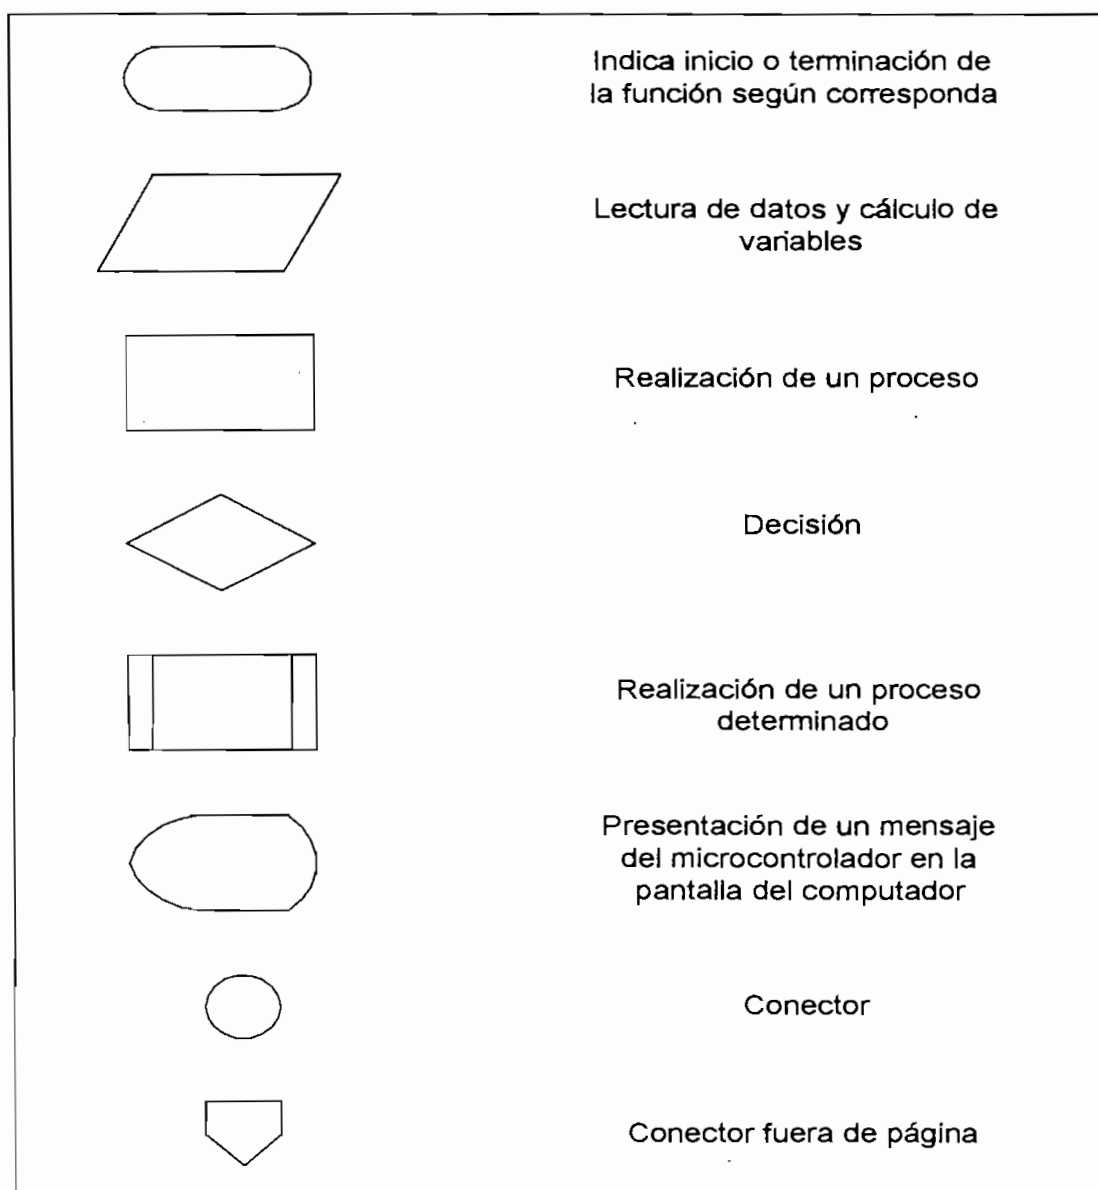 Indica inicio o terminación de
la función según corresponda
Lectura de datos y cálculo de
variables
Realización de un proceso
Decisión
Realización de un proceso
determinado
Presentación de un mensaje
del microcontrolador en la
pantalla del computador
Conector
Conector fuera de página